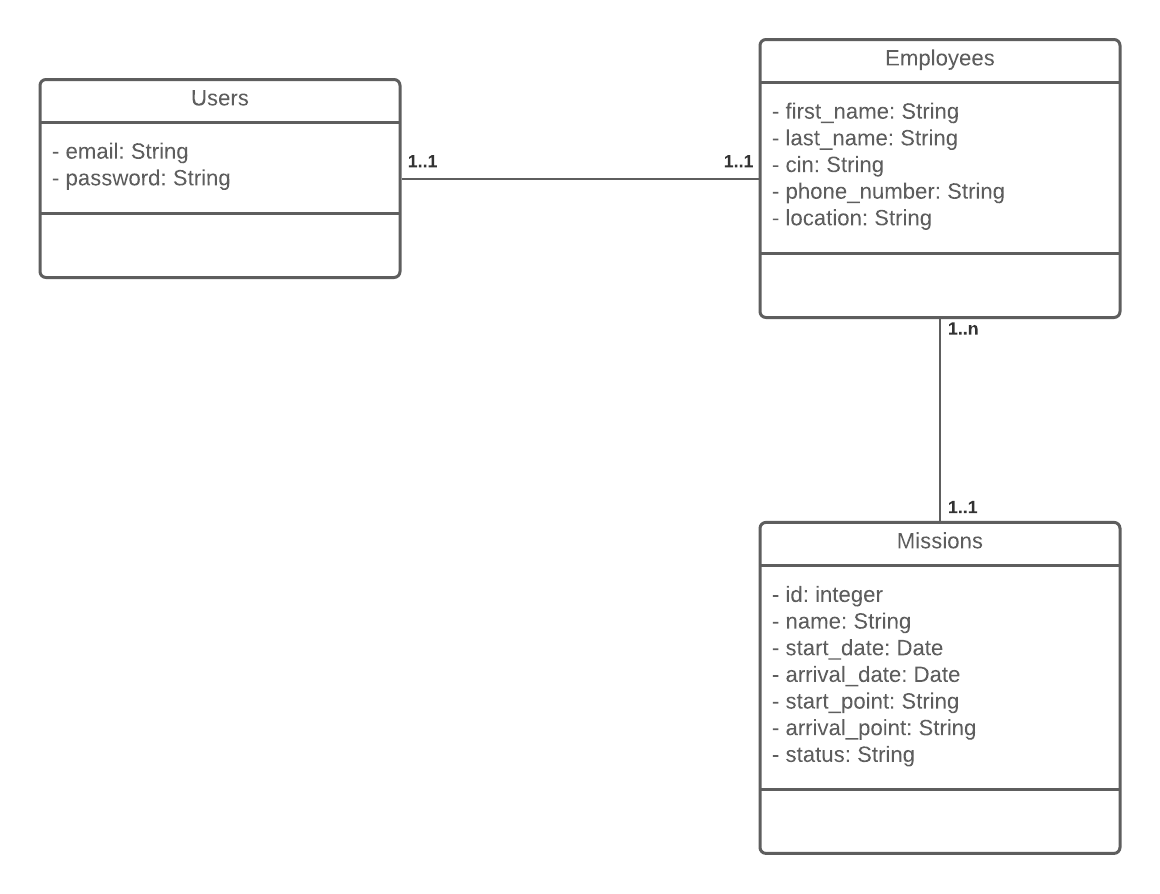 Users
- email: String
- password: String
1..1
1..1
Employees
- first_name: String
- last_name: String
- cin: String
- phone_number: String
- location: String
1..n
1..1
Missions
- id: integer
- name: String
- start_date: Date
- arrival_date: Date
- start_point: String
- arrival_point: String
- status: String